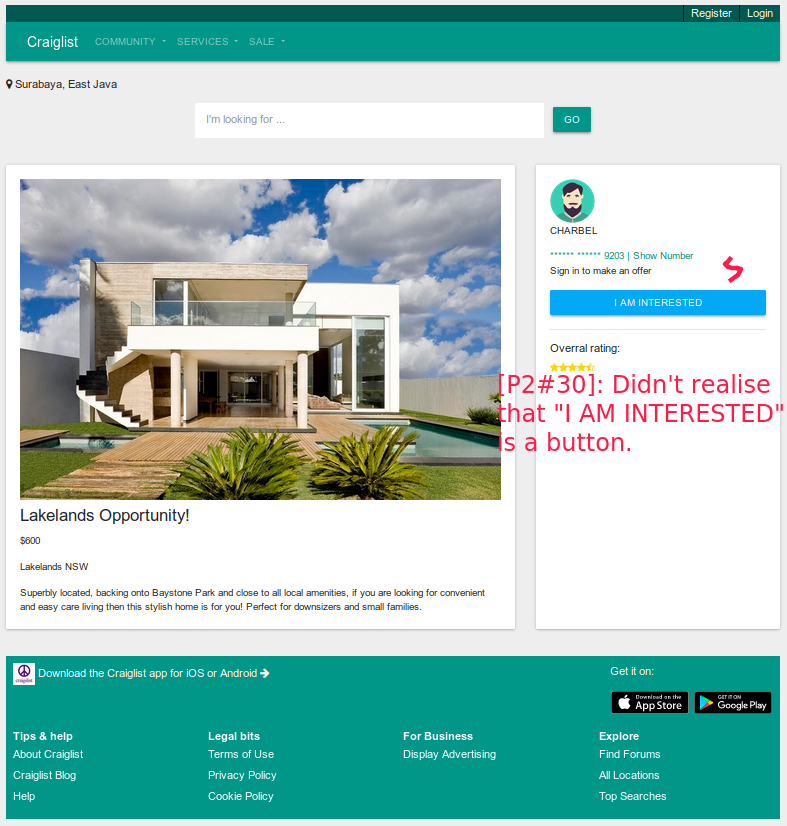 Register Login
Craiglist COMMUNITY SERVICES SALE
Surabaya, East Java
I'm looking for ...
GO
CHARBEL
****** ****** 9203 | Show Number
Sign in to make an offer
I AM INTERESTED
Overral rating:
[P2#30]: Didn't realise
that "I AM INTERESTED"
is a button.
Lakelands Opportunity!
$600
Lakelands NSW
Superbly located, backing onto Baystone Park and close to all local amenities, if you are looking for convenient
and easy care living then this stylish home is for you! Perfect for downsizers and small families.
craigslist
Download the Craiglist app for iOS or Android
Get it on:
Download on the
App Store
GET IT ON
Google Play
Tips & help
About Craiglist
Craiglist Blog
Help
Legal bits
Terms of Use
Privacy Policy
Cookie Policy
For Business
Display Advertising
Explore
Find Forums
All Locations
Top Searches